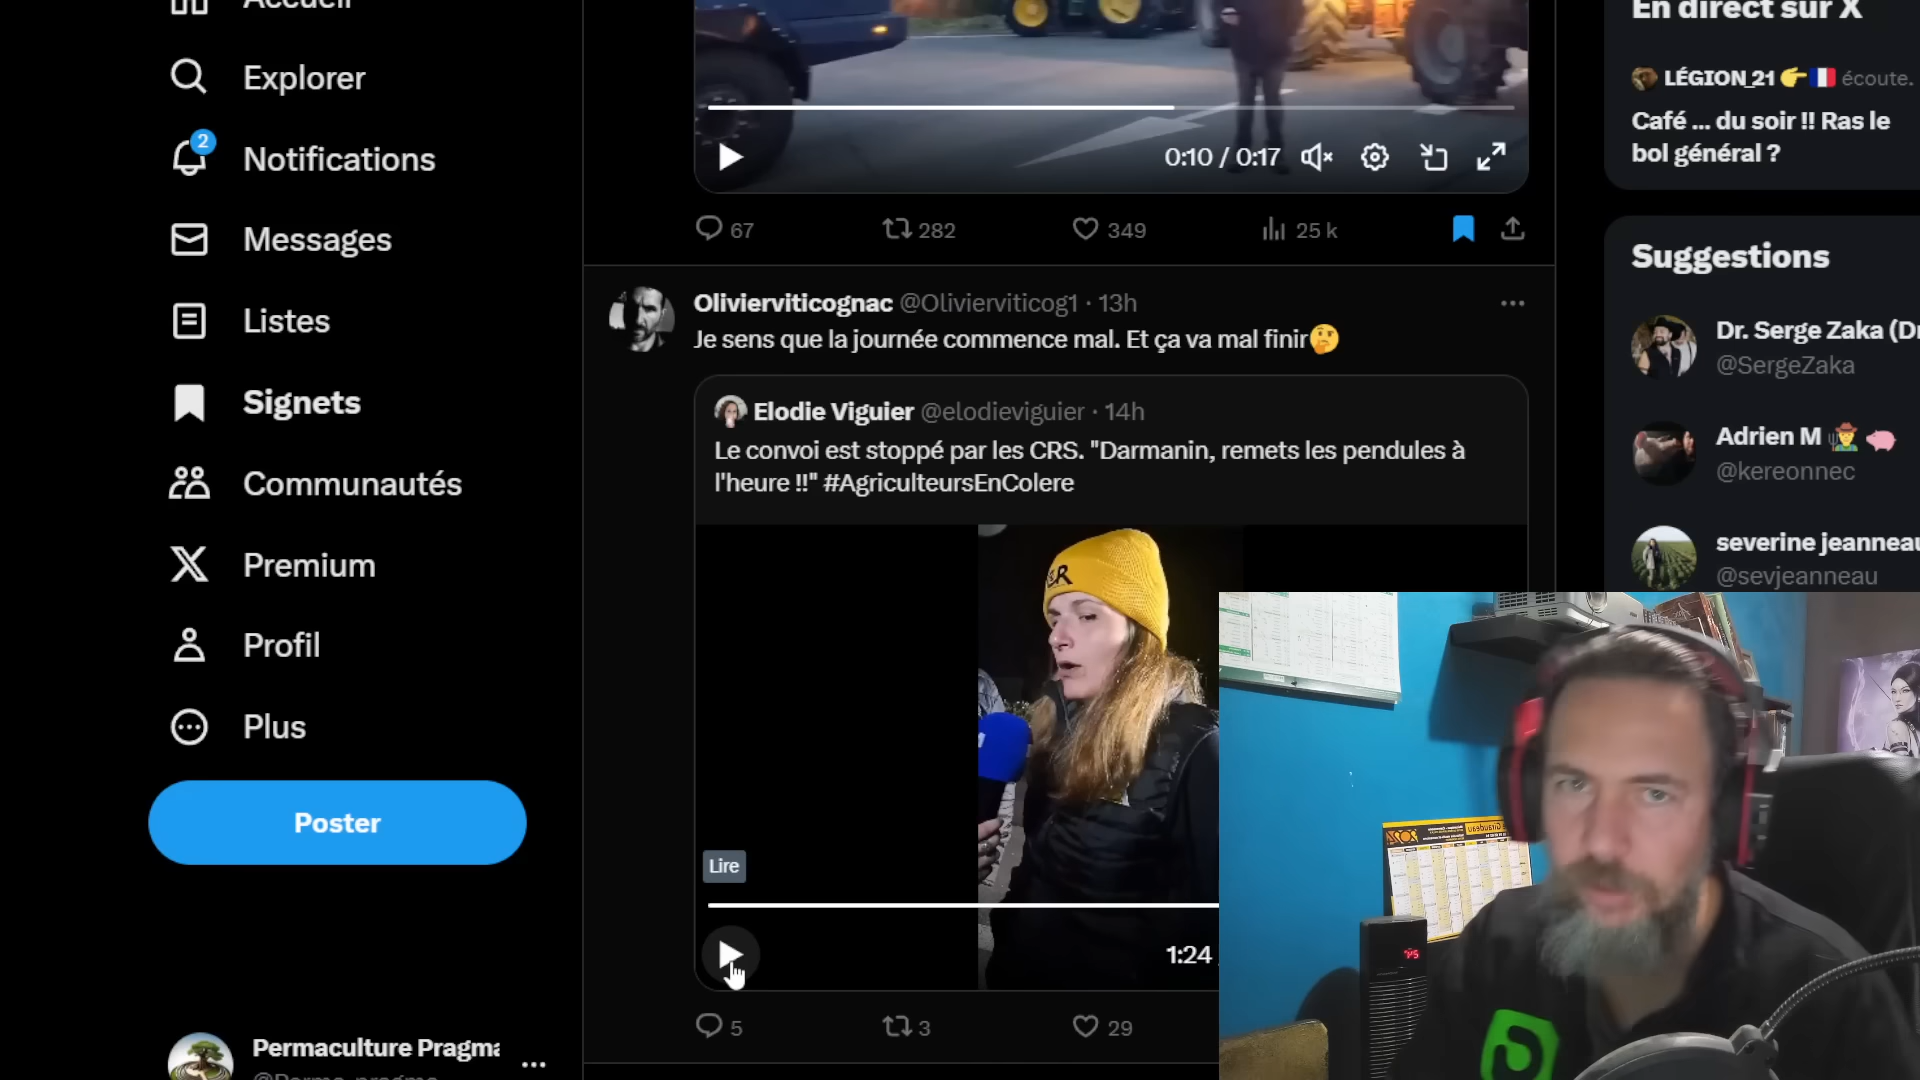 Accueil
Explorer
2
Notifications
Messages
Listes
Signets
Communautés
Premium
Profil
Plus
Poster
Permaculture Pragma
0:10 / 0:17
67
282
349
25 k
Olivierviticognac @Olivierviticog1 · 13h
Je sens que la journée commence mal. Et ça va mal finir🤔
Elodie Viguier @elodieviguier · 14h
Le convoi est stoppé par les CRS. "Darmanin, remets les pendules à
l'heure !!" #AgriculteursEnColere
Lire
1:24
5
3
29
En direct sur X
LÉGION_21 👉🇫🇷 écoute.
Café ... du soir !! Ras le
bol général ?
Suggestions
Dr. Serge Zaka (Dr
@SergeZaka
Adrien M 👨‍🌾 🐖
@kereonnec
severine jeanneau
@sevjeanneau